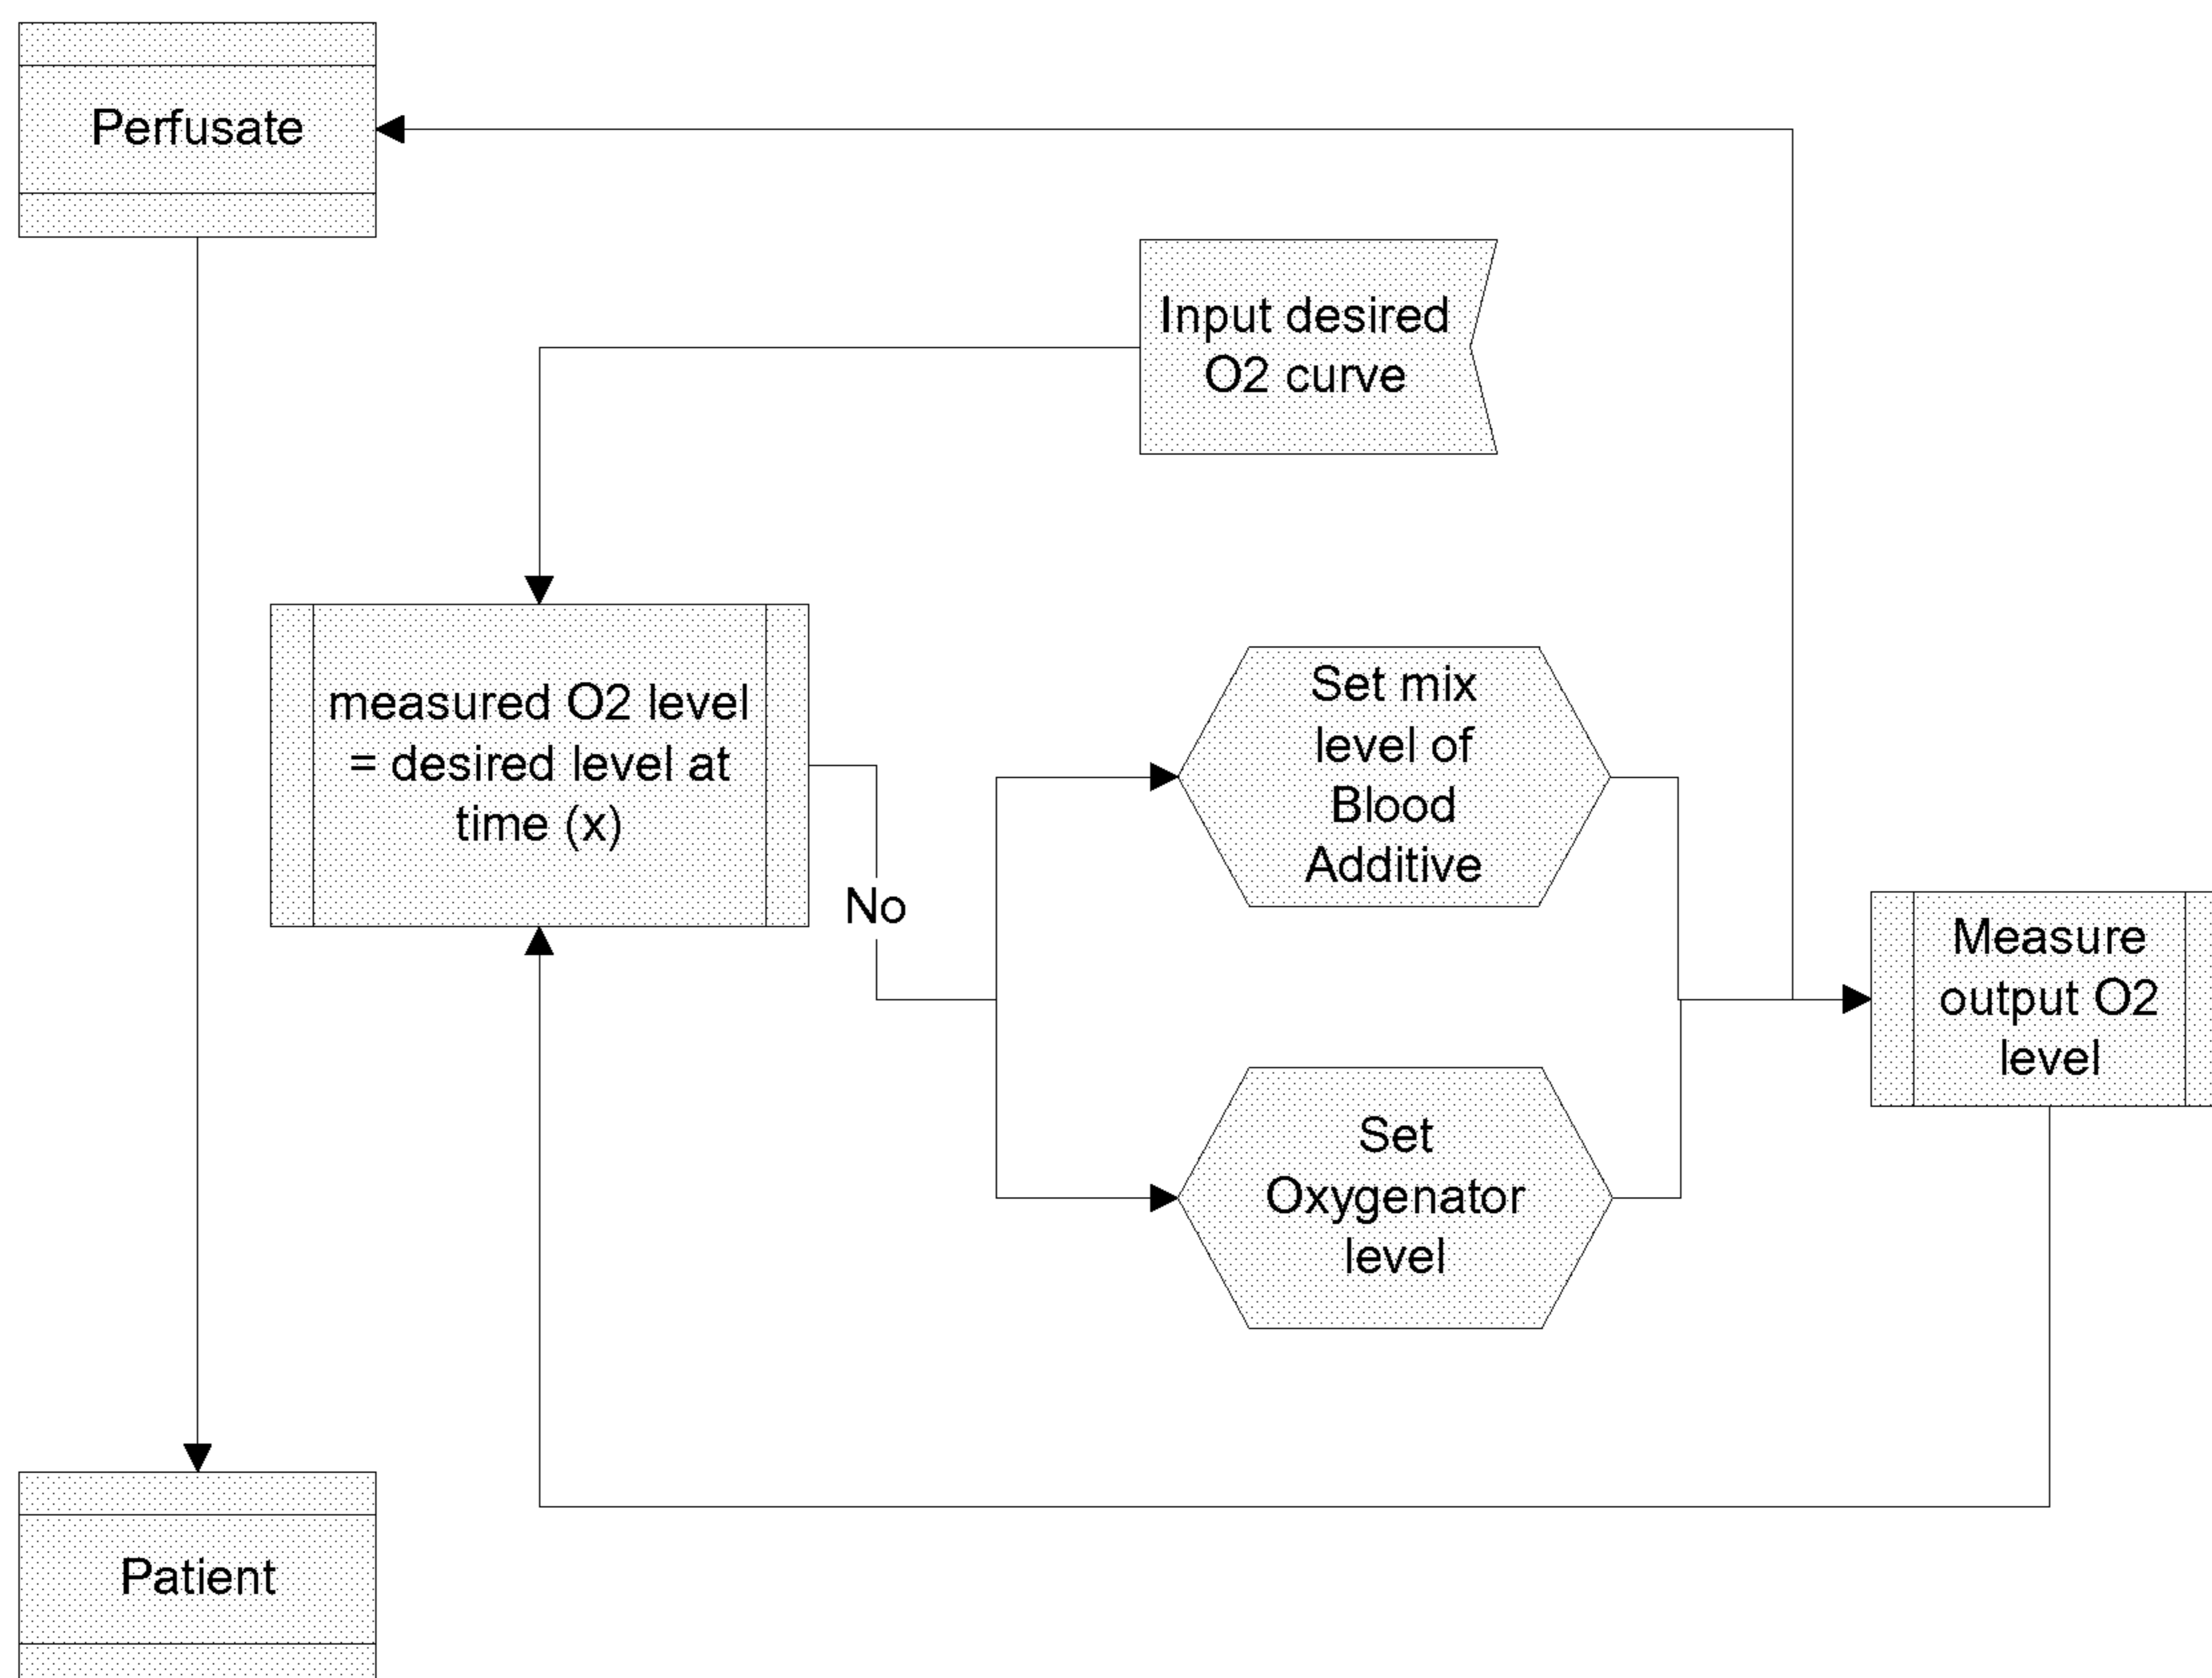 Perfusate
Input desired
O2 curve
measured O2 level
= desired level at
time (x)
No
Set mix
level of
Blood
Additive
Measure
output O2
level
Set
Oxygenator
level
Patient